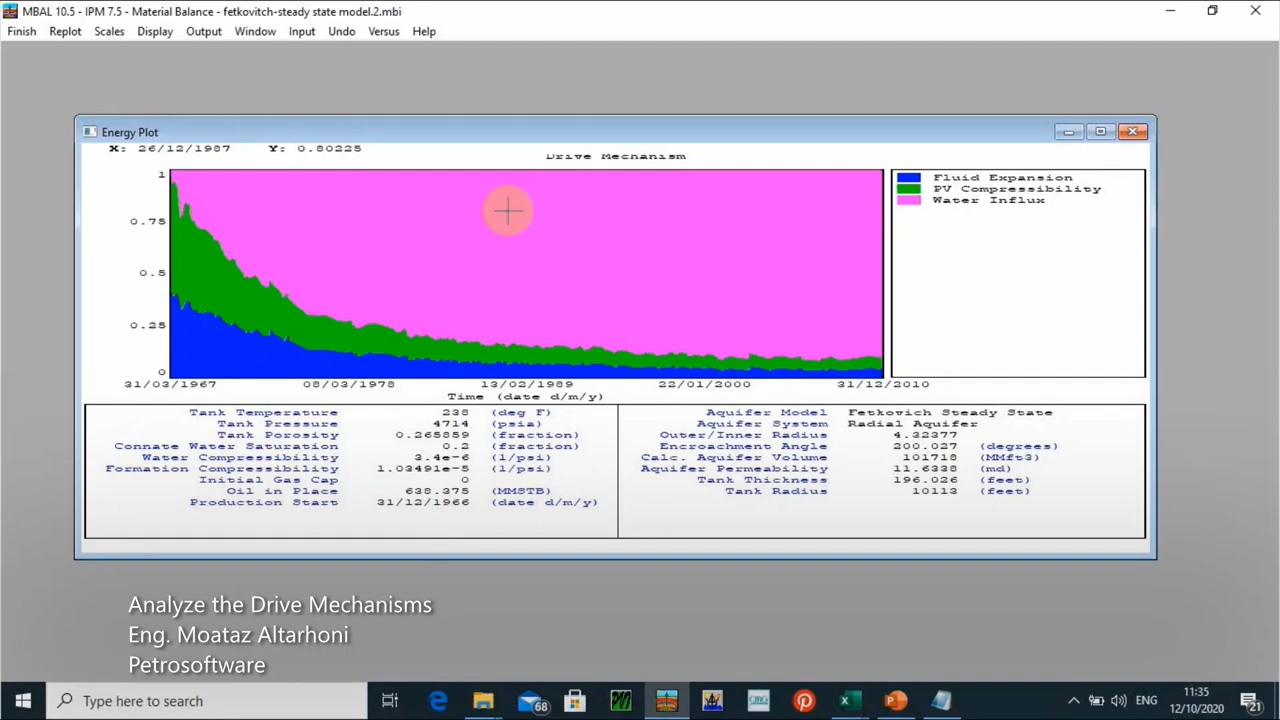 MBAL 10.5 - IPM 7.5 - Material Balance - fetkovitch-steady state model.2.mbi
Finish Replot Scales Display Output Window Input Undo Versus Help
Energy Plot
X: 26/12/1987 Y: 0.80225
Drive Mechanism
1
0.75
0.5
0.25
0
Fluid Expansion
PV Compressibility
Water Influx
31/03/1967 08/03/1978 13/02/1989 22/01/2000 31/12/2010
Time (date d/m/y)
Tank Temperature 238 (deg F)
Tank Pressure 4714 (psia)
Tank Porosity 0.265859 (fraction)
Connate Water Saturation 0.2 (fraction)
Water Compressibility 3.4e-6 (1/psi)
Formation Compressibility 1.03491e-5 (1/psi)
Initial Gas Cap 0
Oil in Place 638.375 (MMSTB)
Production Start 31/12/1966 (date d/m/y)
Aquifer Model Fetkovich Steady State
Aquifer System Radial Aquifer
Outer/Inner Radius 4.32377
Encroachment Angle 200.027 (degrees)
Calc. Aquifer Volume 101718 (MMft3)
Aquifer Permeability 11.6338 (md)
Tank Thickness 196.026 (feet)
Tank Radius 10113 (feet)
Analyze the Drive Mechanisms
Eng. Moataz Altarhoni
Petrosoftware
Type here to search
68
ENG
11:35
12/10/2020
21